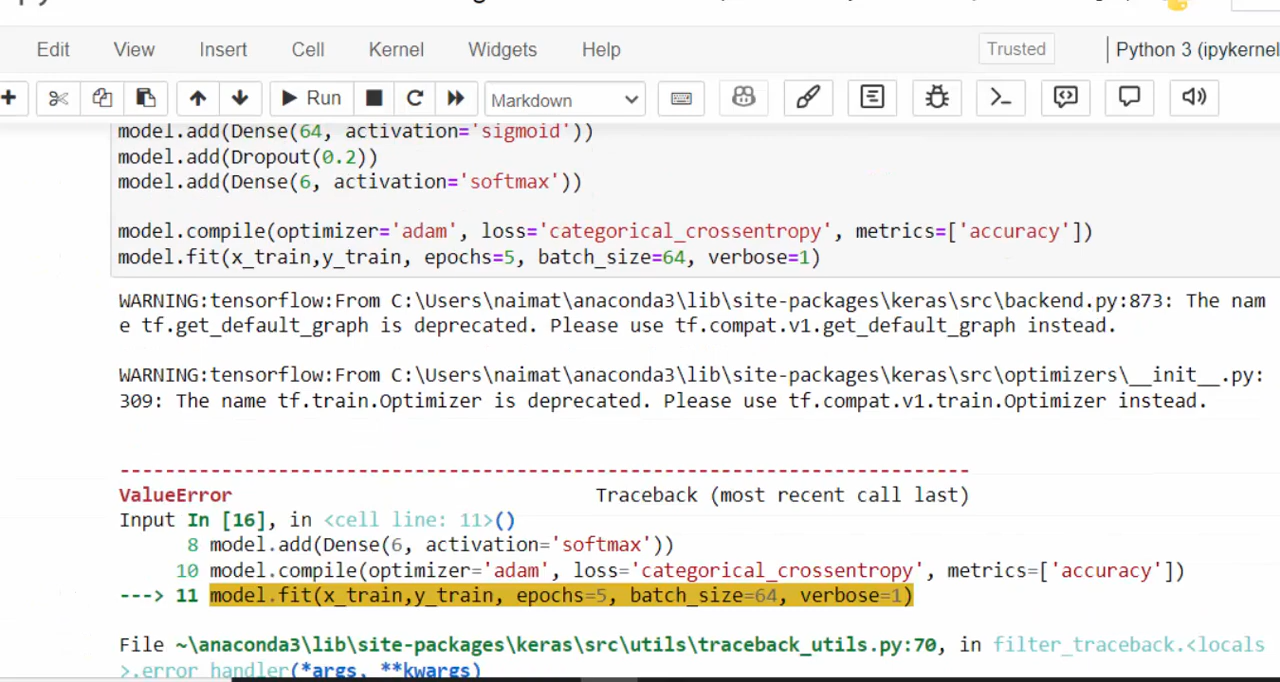 Edit View Insert Cell Kernel Widgets Help Trusted Python 3 (ipykernel
Run Markdown
model.add(Dense(64, activation='sigmoid'))
model.add(Dropout(0.2))
model.add(Dense(6, activation='softmax'))
model.compile(optimizer='adam', loss='categorical_crossentropy', metrics=['accuracy'])
model.fit(x_train,y_train, epochs=5, batch_size=64, verbose=1)
WARNING:tensorflow:From C:\Users\naimat\anaconda3\lib\site-packages\keras\src\backend.py:873: The nam
e tf.get_default_graph is deprecated. Please use tf.compat.v1.get_default_graph instead.
WARNING:tensorflow:From C:\Users\naimat\anaconda3\lib\site-packages\keras\src\optimizers\__init__.py:
309: The name tf.train.Optimizer is deprecated. Please use tf.compat.v1.train.Optimizer instead.
---------------------------------------------------------------------------
ValueError Traceback (most recent call last)
Input In [16], in <cell line: 11>()
8 model.add(Dense(6, activation='softmax'))
10 model.compile(optimizer='adam', loss='categorical_crossentropy', metrics=['accuracy'])
---> 11 model.fit(x_train,y_train, epochs=5, batch_size=64, verbose=1)
File ~\anaconda3\lib\site-packages\keras\src\utils\traceback_utils.py:70, in filter_traceback.<locals
>.error_handler(*args, **kwargs)